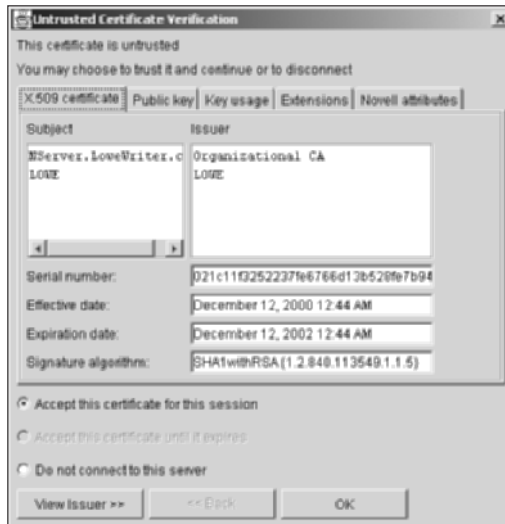 Untrusted Certificate Verification
This certificate is untrusted
You may choose to trust it and continue or to disconnect
X.509 certificate Public key Key usage Extensions Novell attributes
Subject Issuer
NServer.LoweWriter.c Organizational CA
LOWE LOWE
Serial number: 021c11f3252237fe6766d13b528fe7b94
Effective date: December 12, 2000 12:44 AM
Expiration date: December 12, 2002 12:44 AM
Signature algorithm: SHA1withRSA (1.2.840.113549.1.1.5)
Accept this certificate for this session
Accept this certificate until it expires
Do not connect to this server
View Issuer >> << Back OK